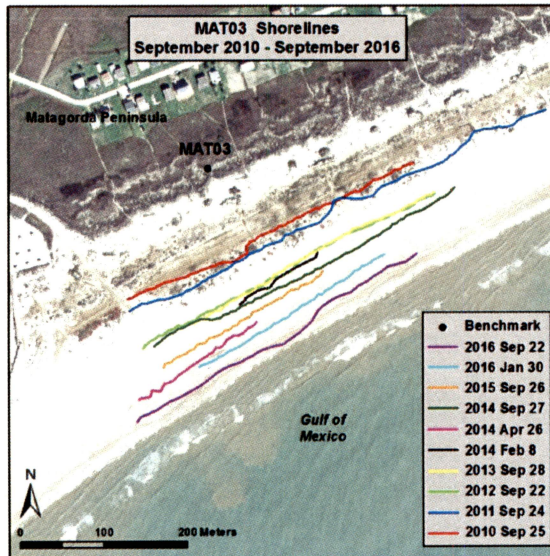 MAT03 Shorelines
September 2010 - September 2016
Matagorda Peninsula
MAT03
Benchmark
2016 Sep 22
2016 Jan 30
2015 Sep 26
2014 Sep 27
2014 Apr 26
2014 Feb 8
2013 Sep 28
2012 Sep 22
2011 Sep 24
2010 Sep 25
Gulf of
Mexico
N
0 100 200 Meters